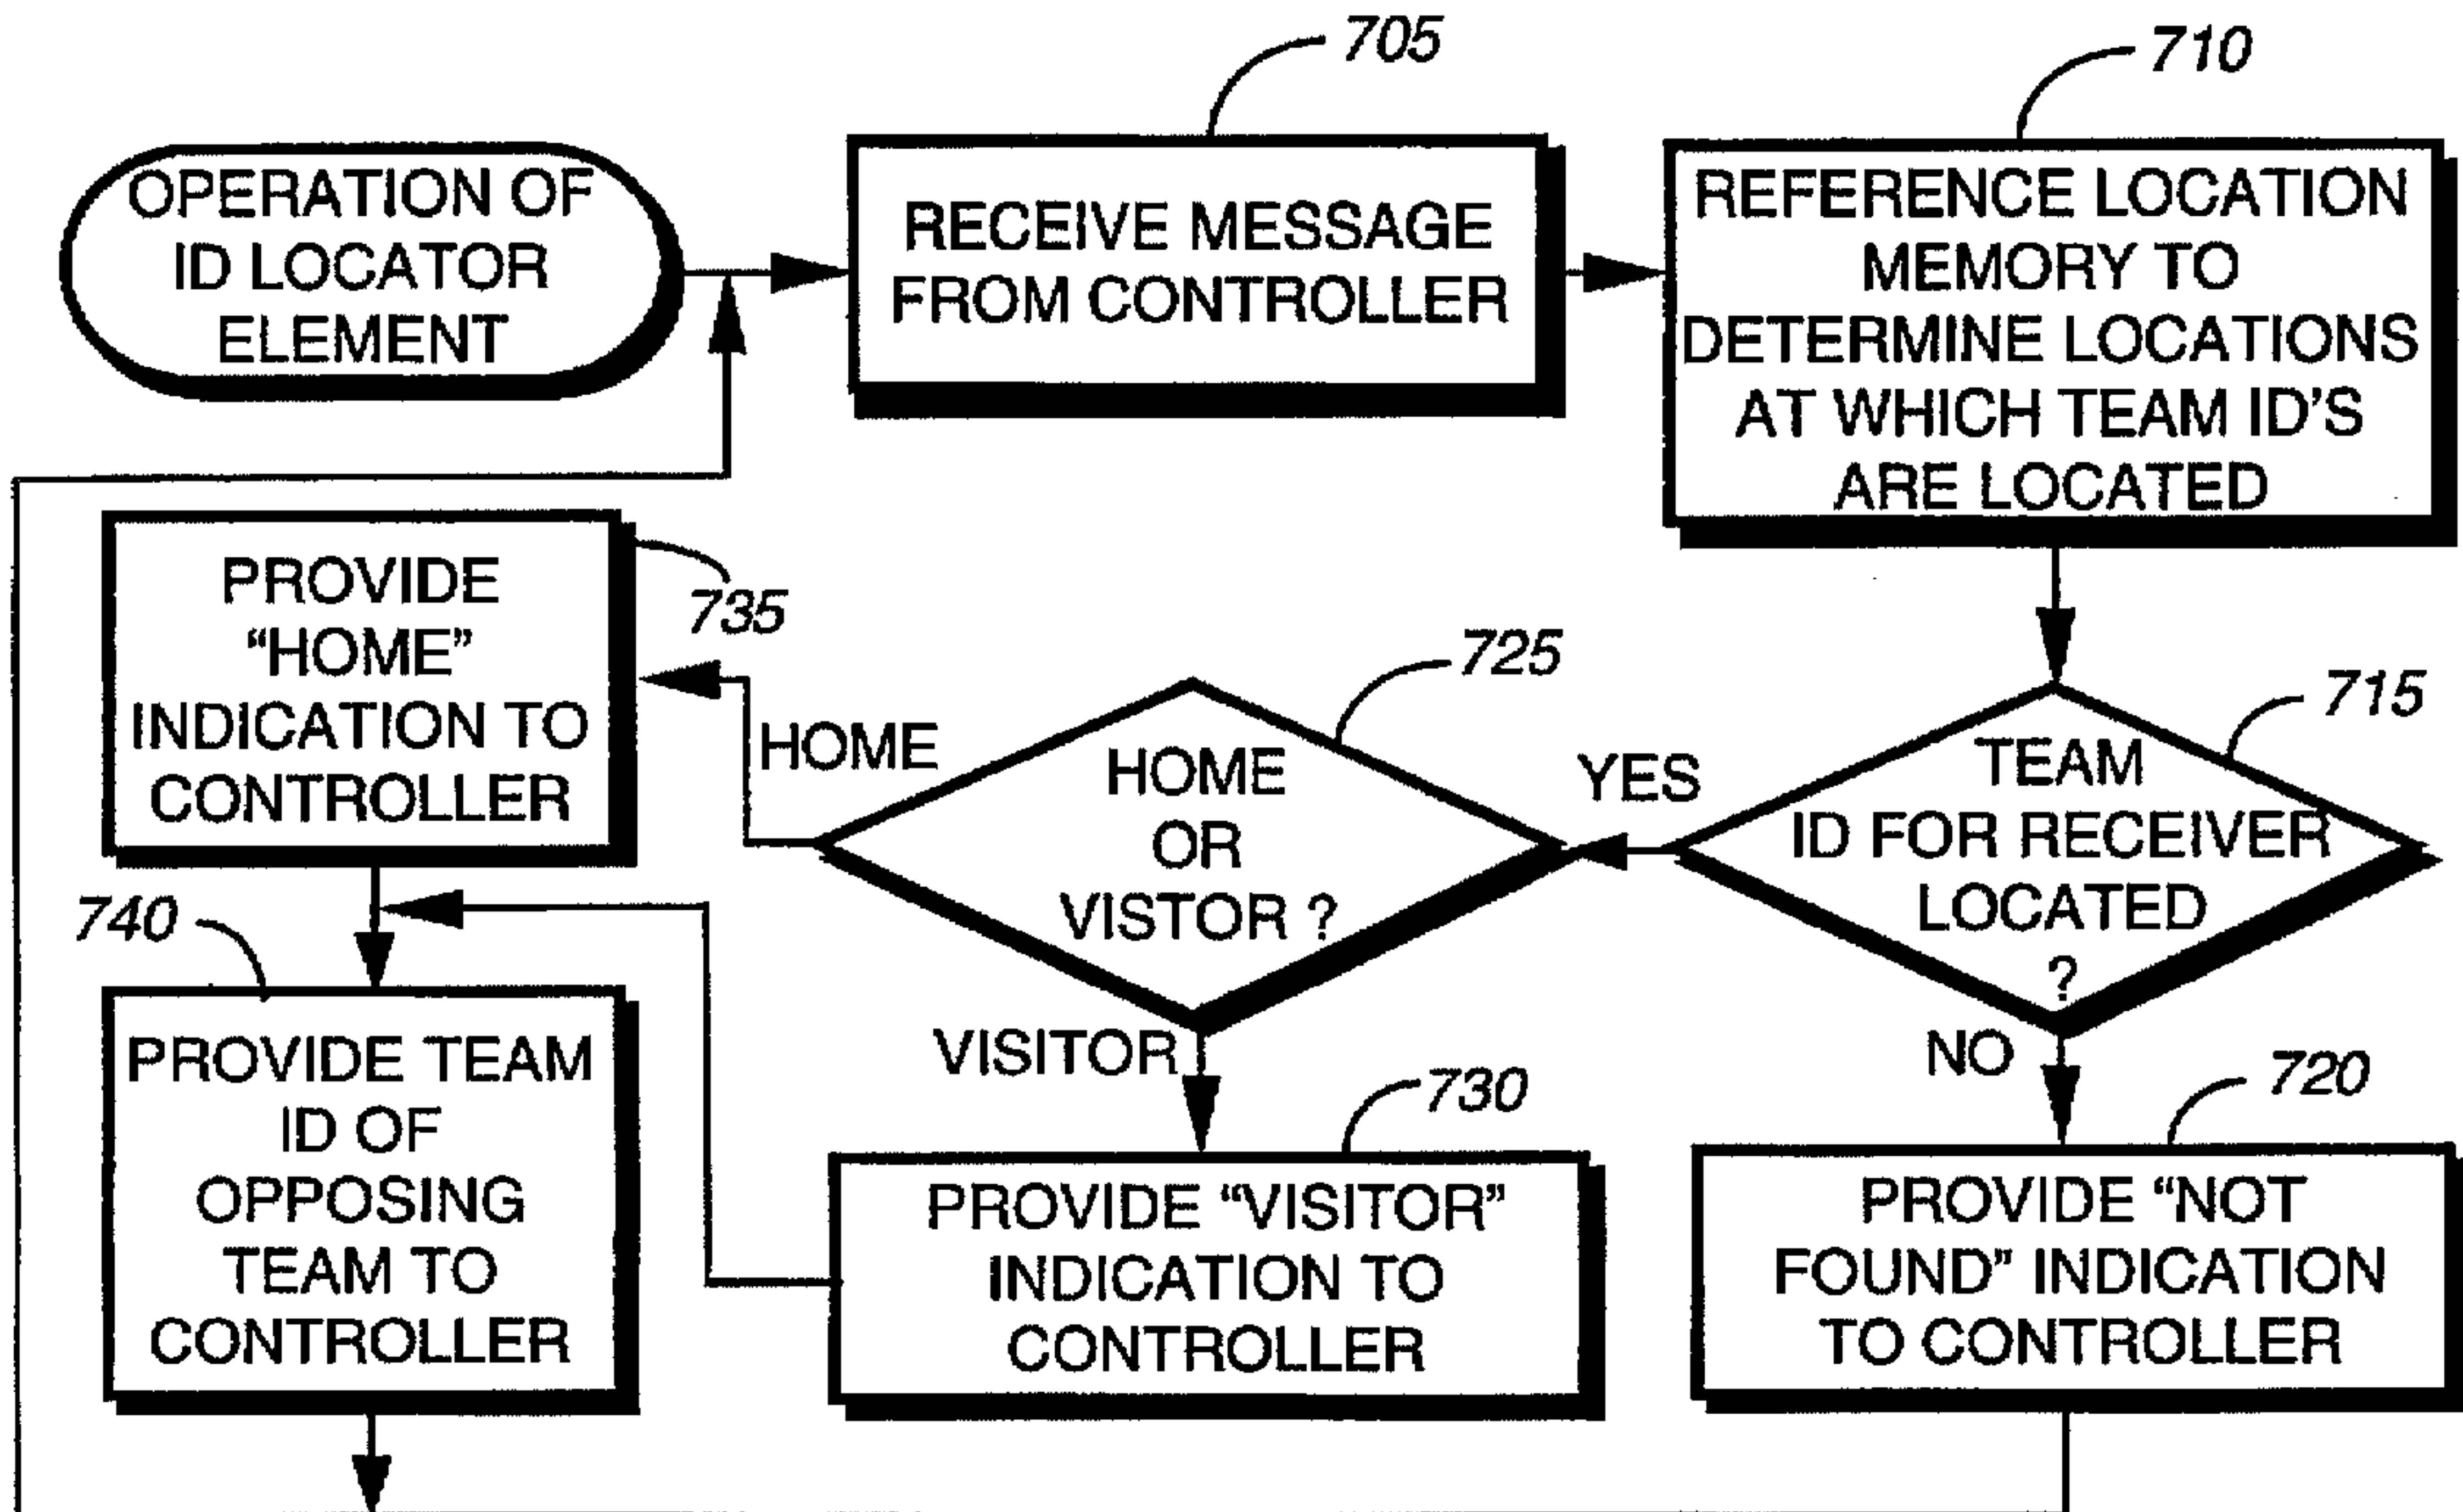 705
710
OPERATION OF
ID LOCATOR
ELEMENT
RECEIVE MESSAGE
FROM CONTROLLER
REFERENCE LOCATION
MEMORY TO
DETERMINE LOCATIONS
AT WHICH TEAM ID'S
ARE LOCATED
PROVIDE
“HOME”
INDICATION TO
CONTROLLER
735
HOME
725
HOME
OR
VISTOR ?
YES
715
TEAM
ID FOR RECEIVER
LOCATED
?
740
PROVIDE TEAM
ID OF
OPPOSING
TEAM TO
CONTROLLER
VISITOR
730
PROVIDE “VISITOR”
INDICATION TO
CONTROLLER
NO
720
PROVIDE “NOT
FOUND” INDICATION
TO CONTROLLER